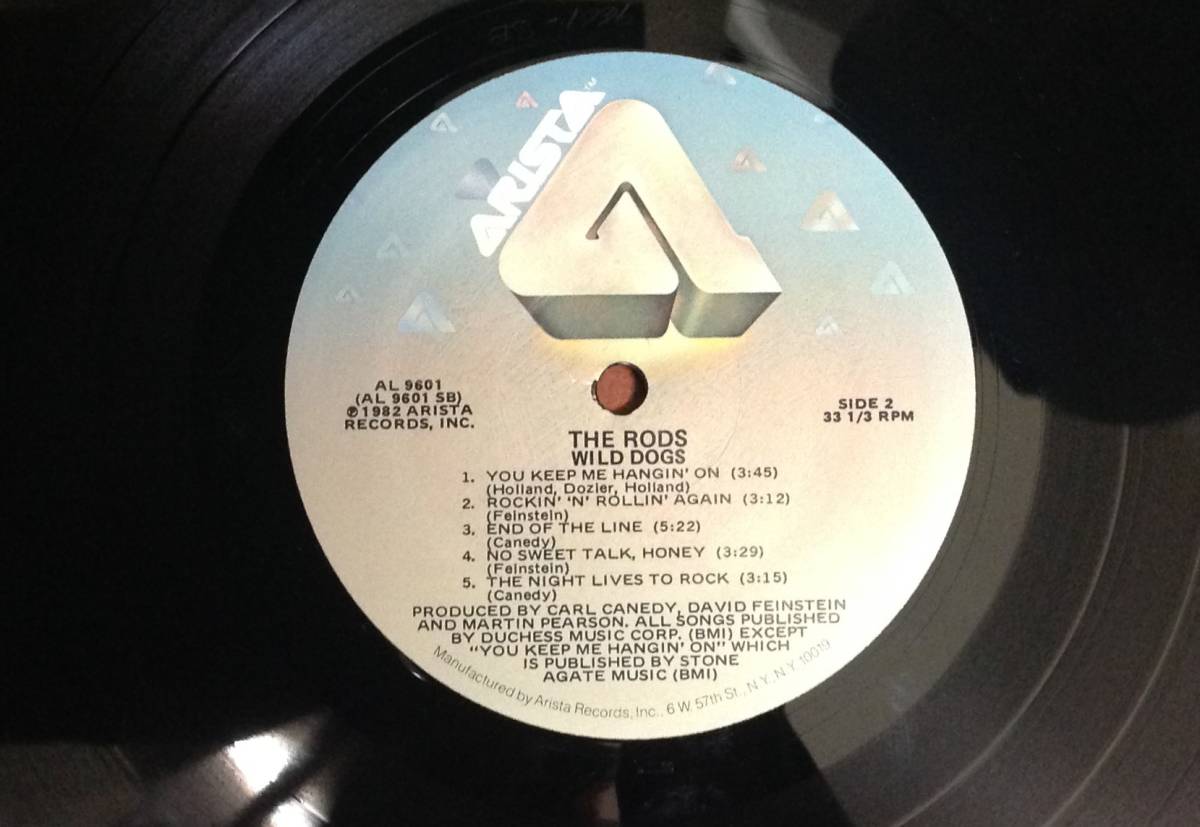 ARISTA™
AL 9601
(AL 9601 SB)
℗1982 ARISTA
RECORDS, INC.
SIDE 2
33 1/3 RPM
THE RODS
WILD DOGS
1. YOU KEEP ME HANGIN' ON (3:45)
(Holland, Dozier, Holland)
2. ROCKIN' 'N' ROLLIN' AGAIN (3:12)
(Feinstein)
3. END OF THE LINE (5:22)
(Canedy)
4. NO SWEET TALK, HONEY (3:29)
(Feinstein)
5. THE NIGHT LIVES TO ROCK (3:15)
(Canedy)
PRODUCED BY CARL CANEDY, DAVID FEINSTEIN
AND MARTIN PEARSON. ALL SONGS PUBLISHED
BY DUCHESS MUSIC CORP. (BMI) EXCEPT
"YOU KEEP ME HANGIN' ON" WHICH
IS PUBLISHED BY STONE
AGATE MUSIC (BMI)
Manufactured by Arista Records, Inc., 6 W. 57th St., N.Y., N.Y. 10019